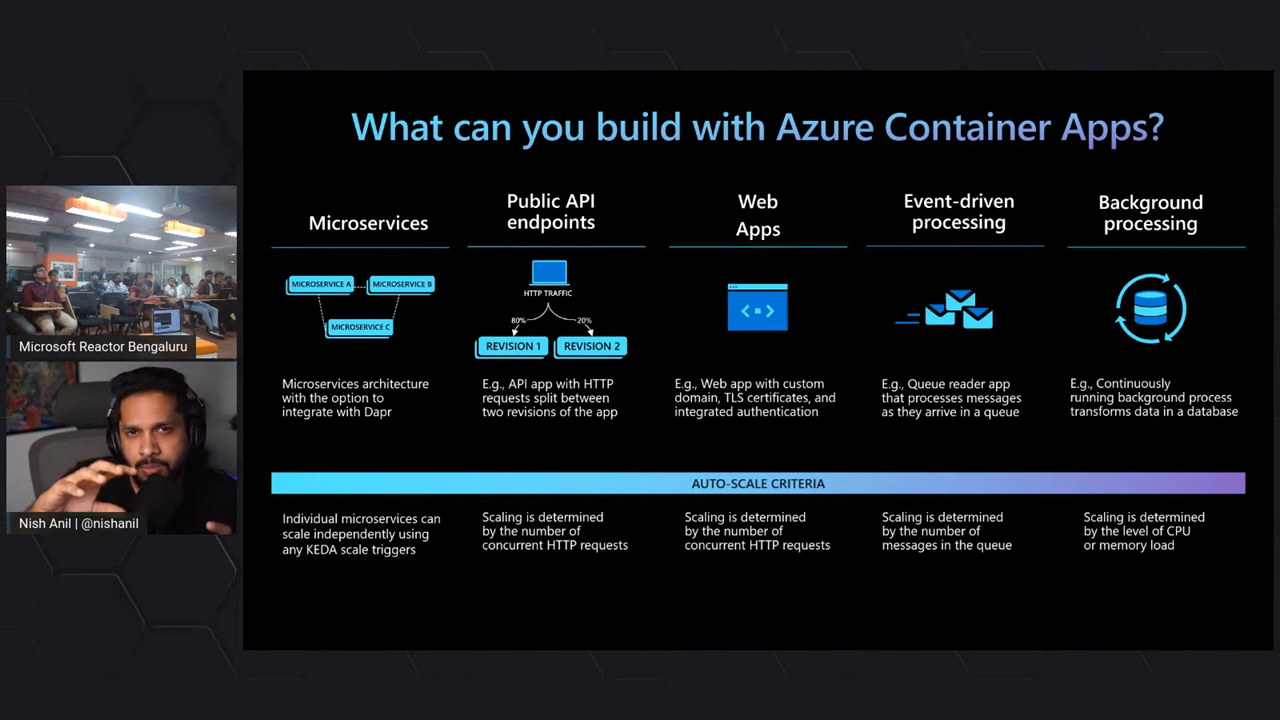 What can you build with Azure Container Apps?
Microservices
MICROSERVICE A
MICROSERVICE B
MICROSERVICE C
Microservices architecture
with the option to
integrate with Dapr
Public API
endpoints
HTTP TRAFFIC
80%
20%
REVISION 1
REVISION 2
E.g., API app with HTTP
requests split between
two revisions of the app
Web
Apps
E.g., Web app with custom
domain, TLS certificates, and
integrated authentication
Event-driven
processing
E.g., Queue reader app
that processes messages
as they arrive in a queue
Background
processing
E.g., Continuously
running background process
transforms data in a database
AUTO-SCALE CRITERIA
Individual microservices can
scale independently using
any KEDA scale triggers
Scaling is determined
by the number of
concurrent HTTP requests
Scaling is determined
by the number of
concurrent HTTP requests
Scaling is determined
by the number of
messages in the queue
Scaling is determined
by the level of CPU
or memory load
Microsoft Reactor Bengaluru
Nish Anil | @nishanil